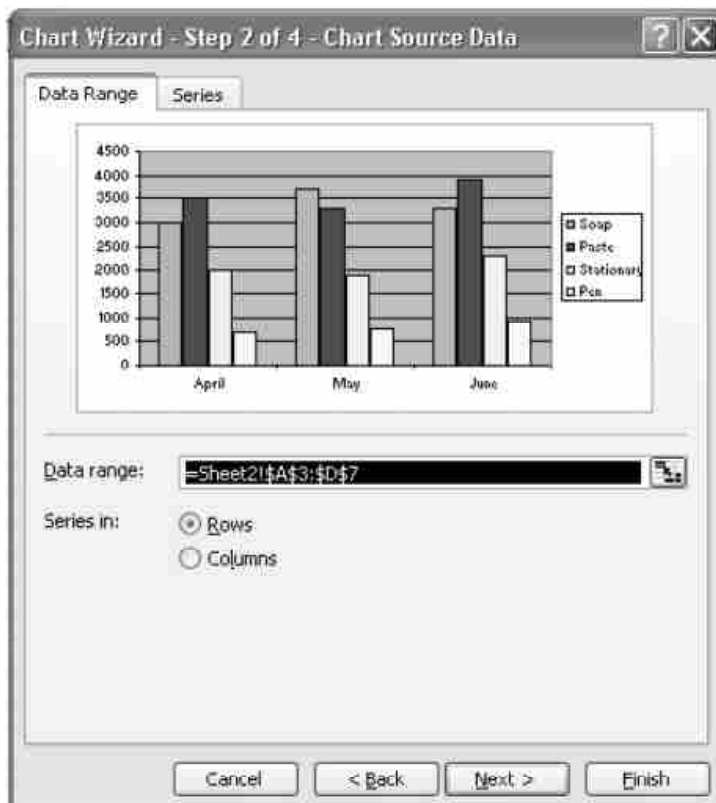 Chart Wizard - Step 2 of 4 - Chart Source Data
Data Range Series
4500
4000
3500
3000
2500
2000
1500
1000
500
0
April May June
Soap
Paste
Stationary
Pen
Data range: =Sheet2!$A$3:$D$7
Series in: Rows
Columns
Cancel < Back Next > Finish